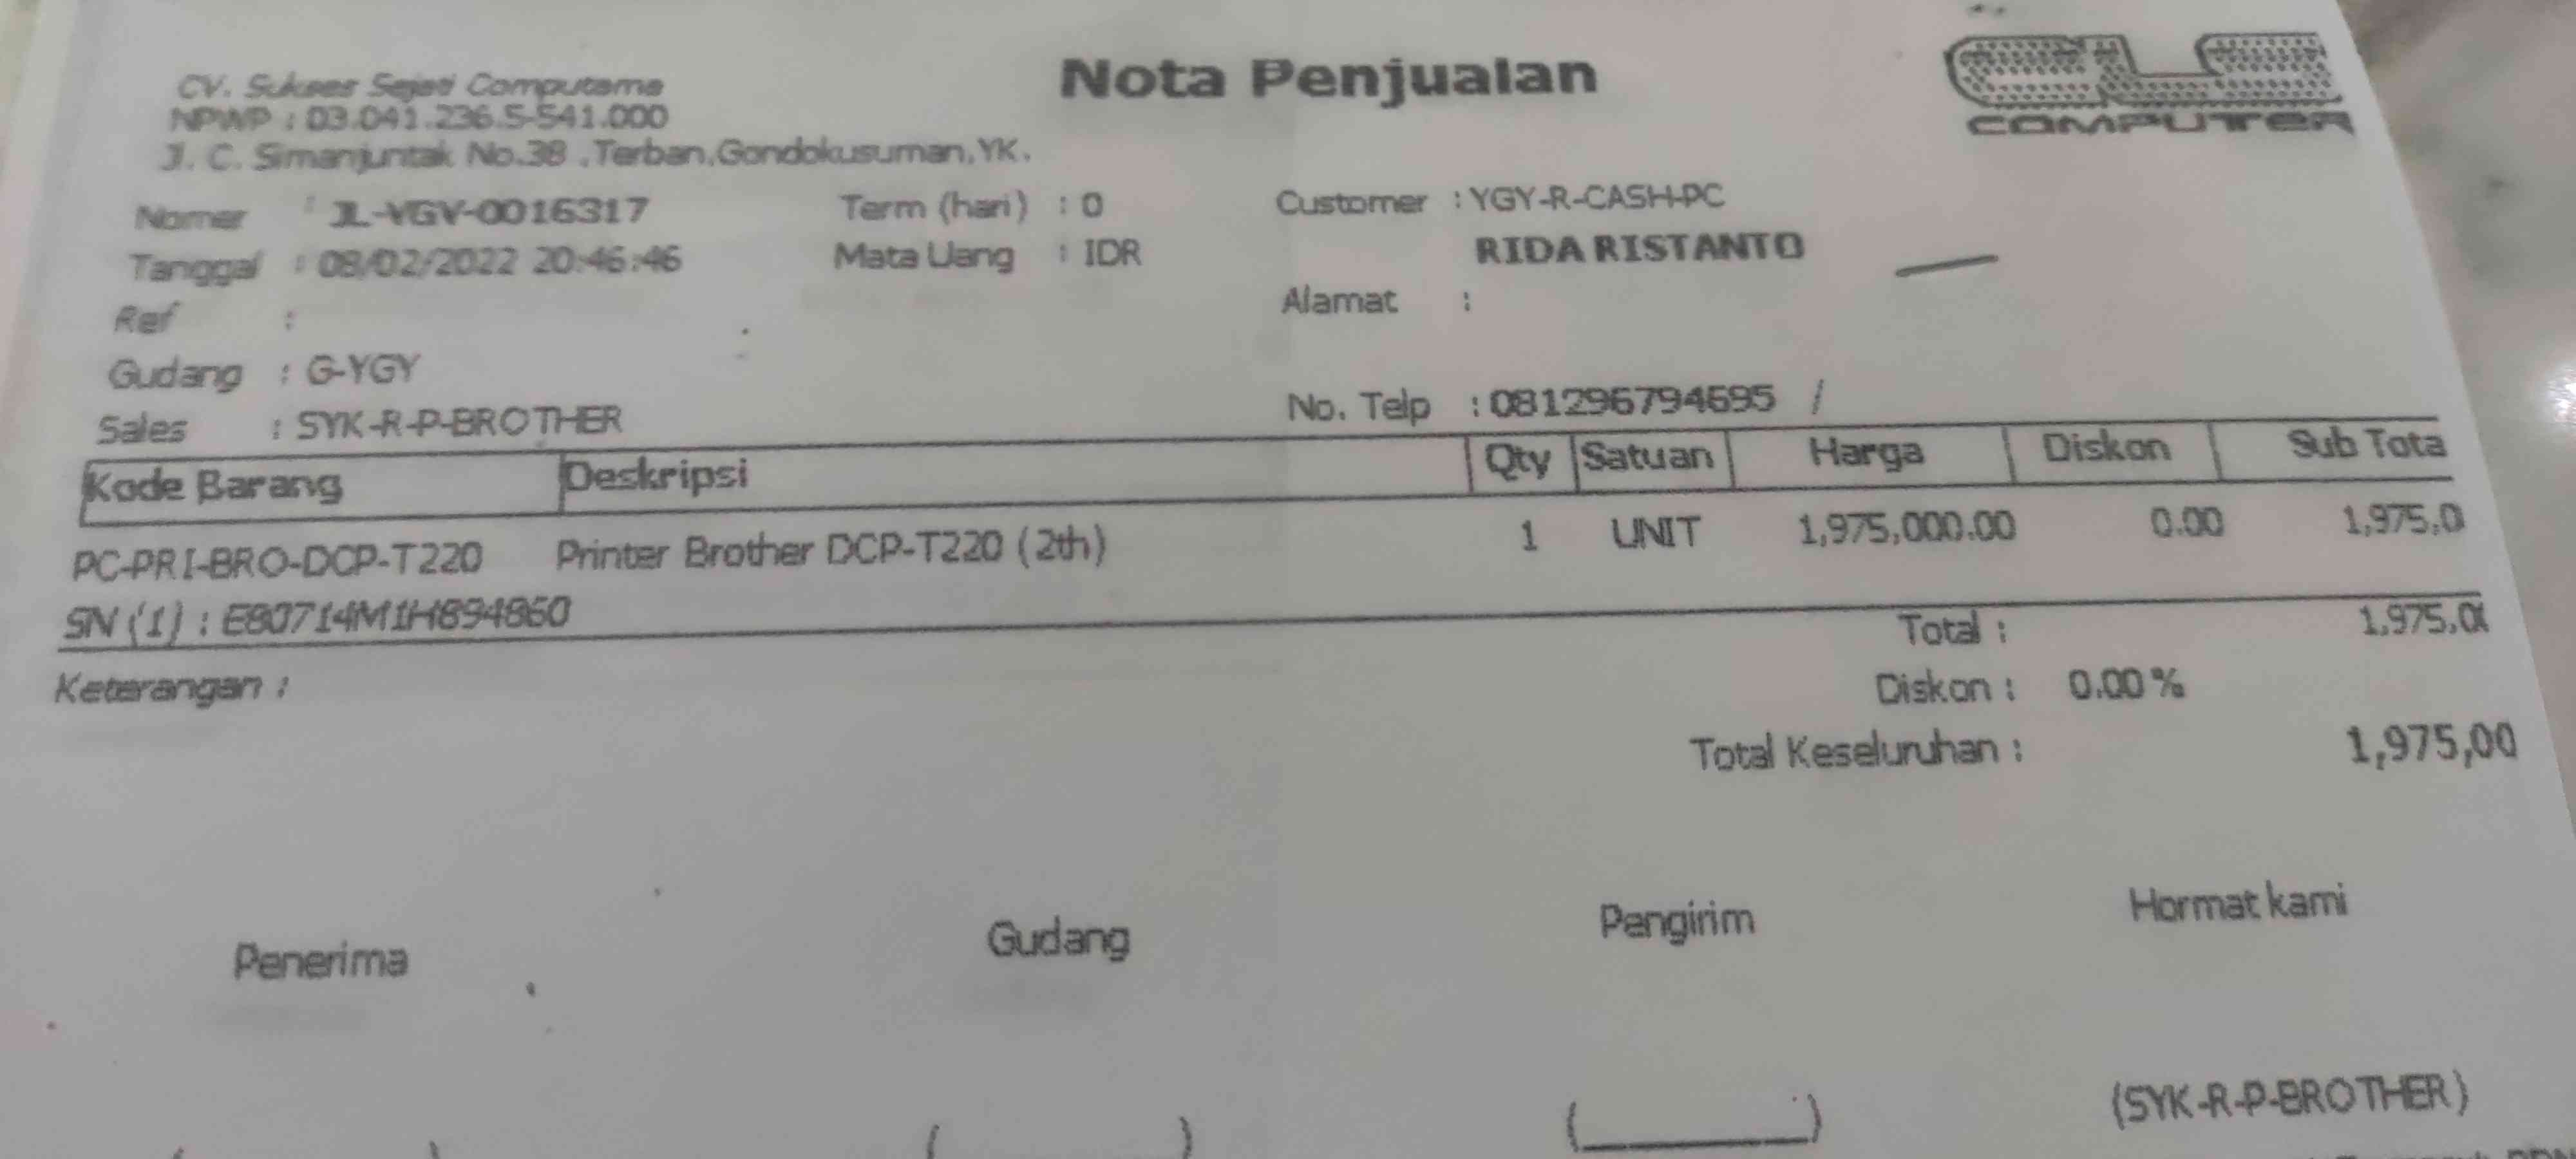 Nota Penjualan
CLS
COMPUTER
CV. Sukses Sejati Computama
NPWP : 03.041.236.5-541.000
Jl. C. Simanjuntak No.38 ,Terban,Gondokusuman,YK.
Nomer : JL-YGY-0016317
Tanggal : 08/02/2022 20:46:46
Ref :
Gudang : G-YGY
Sales : SYK-R-P-BROTHER
Term (hari) : 0
Mata Uang : IDR
Customer : YGY-R-CASH-PC
RIDA RISTANTO
Alamat :
No. Telp : 081296794695 /
Kode Barang Deskripsi Qty Satuan Harga Diskon Sub Tota
PC-PRI-BRO-DCP-T220 Printer Brother DCP-T220 (2th) 1 UNIT 1,975,000.00 0.00 1,975,0
SN (1) : E80714M1H894860
Keterangan :
Total : 1,975,0
Diskon : 0.00 %
Total Keseluruhan : 1,975,00
Penerima Gudang Pengirim Hormat kami
( ) (SYK-R-P-BROTHER)